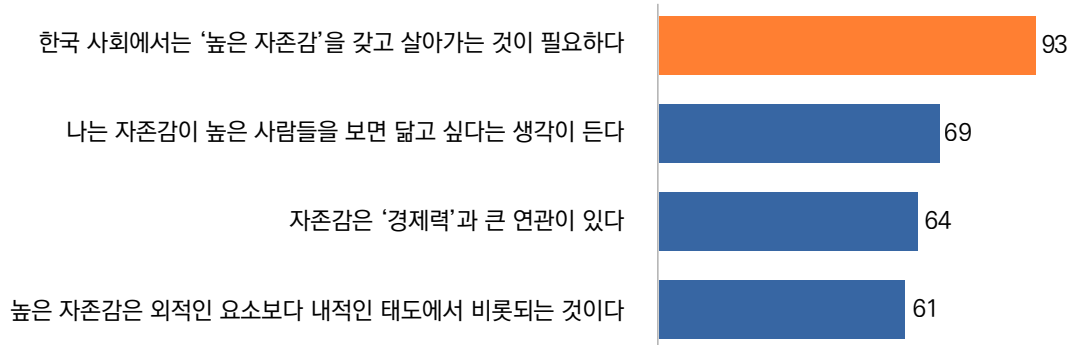 한국 사회에서는 ‘높은 자존감’을 갖고 살아가는 것이 필요하다 93
나는 자존감이 높은 사람들을 보면 닮고 싶다는 생각이 든다 69
자존감은 ‘경제력’과 큰 연관이 있다 64
높은 자존감은 외적인 요소보다 내적인 태도에서 비롯되는 것이다 61